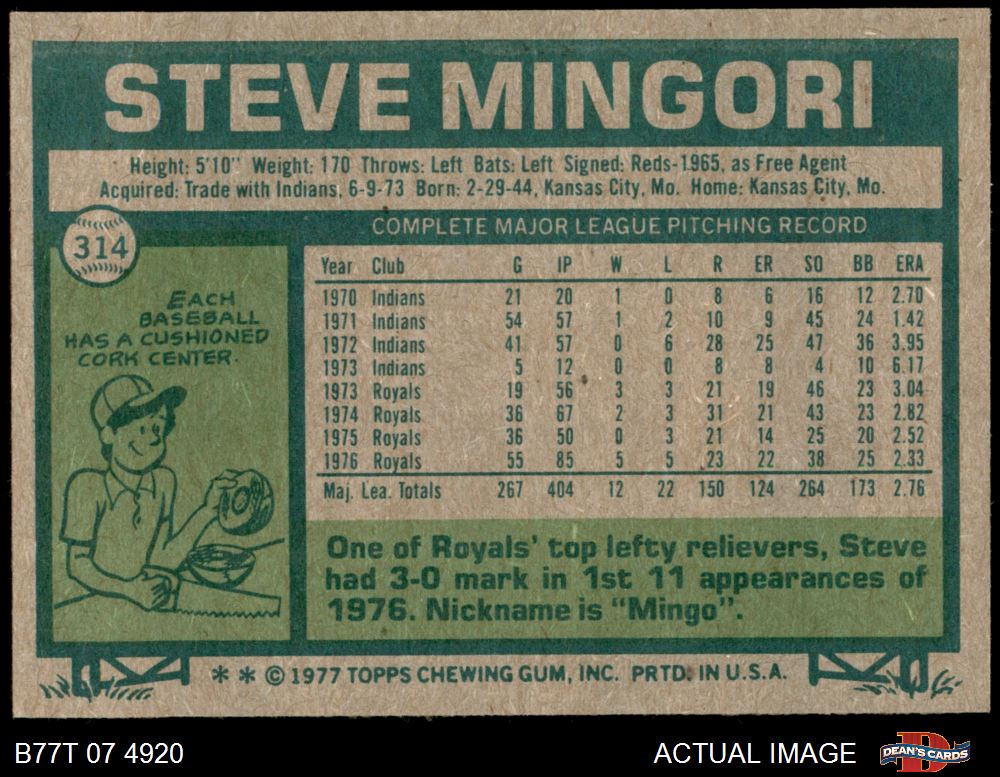 STEVE MINGORI
Height: 5'10" Weight: 170 Throws: Left Bats: Left Signed: Reds-1965, as Free Agent
Acquired: Trade with Indians, 6-9-73 Born: 2-29-44, Kansas City, Mo. Home: Kansas City, Mo.
314
EACH
BASEBALL
HAS A CUSHIONED
CORK CENTER.
COMPLETE MAJOR LEAGUE PITCHING RECORD
Year Club G IP W L R ER SO BB ERA
1970 Indians 21 20 1 0 8 6 16 12 2.70
1971 Indians 54 57 1 2 10 9 45 24 1.42
1972 Indians 41 57 0 6 28 25 47 36 3.95
1973 Indians 5 12 0 0 8 8 4 10 6.17
1973 Royals 19 56 3 3 21 19 46 23 3.04
1974 Royals 36 67 2 3 31 21 43 23 2.82
1975 Royals 36 50 0 3 21 14 25 20 2.52
1976 Royals 55 85 5 5 23 22 38 25 2.33
Maj. Lea. Totals 267 404 12 22 150 124 264 173 2.76
One of Royals' top lefty relievers, Steve
had 3-0 mark in 1st 11 appearances of
1976. Nickname is "Mingo".
* * © 1977 TOPPS CHEWING GUM, INC. PRTD. IN U.S.A.
B77T 07 4920 ACTUAL IMAGE DEAN'S CARDS